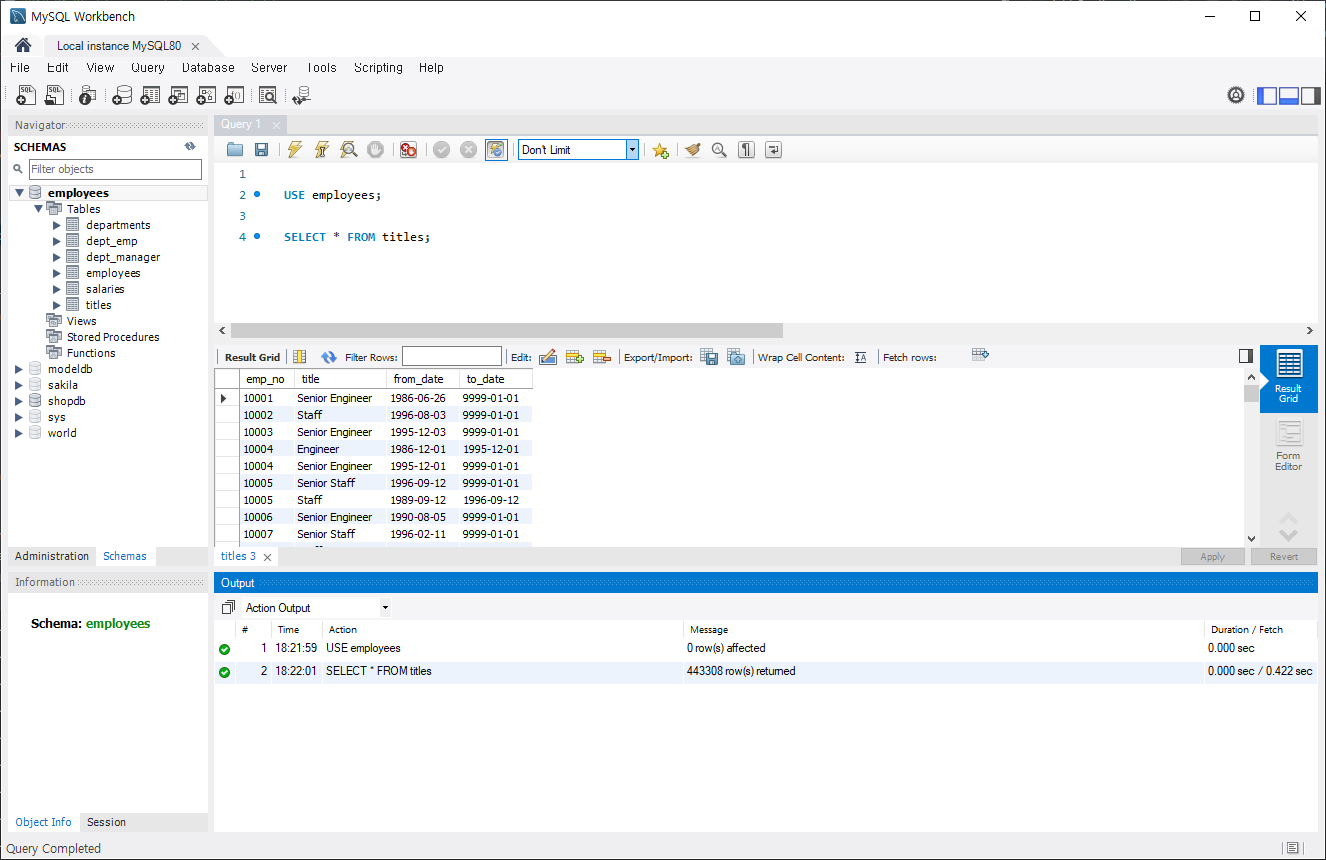 MySQL Workbench
Local instance MySQL80
File Edit View Query Database Server Tools Scripting Help
Navigator
SCHEMAS
Filter objects
employees
Tables
departments
dept_emp
dept_manager
employees
salaries
titles
Views
Stored Procedures
Functions
modeldb
sakila
shopdb
sys
world
Administration Schemas
Information
Schema: employees
Object Info Session
Query 1
Don't Limit
1
2 USE employees;
3
4 SELECT * FROM titles;
Result Grid Filter Rows: Edit: Export/Import: Wrap Cell Content: Fetch rows:
emp_no title from_date to_date
10001 Senior Engineer 1986-06-26 9999-01-01
10002 Staff 1996-08-03 9999-01-01
10003 Senior Engineer 1995-12-03 9999-01-01
10004 Engineer 1986-12-01 1995-12-01
10004 Senior Engineer 1995-12-01 9999-01-01
10005 Senior Staff 1996-09-12 9999-01-01
10005 Staff 1989-09-12 1996-09-12
10006 Senior Engineer 1990-08-05 9999-01-01
10007 Senior Staff 1996-02-11 9999-01-01
Result
Grid
Form
Editor
titles 3 Apply Revert
Output
Action Output
# Time Action Message Duration / Fetch
1 18:21:59 USE employees 0 row(s) affected 0.000 sec
2 18:22:01 SELECT * FROM titles 443308 row(s) returned 0.000 sec / 0.422 sec
Query Completed